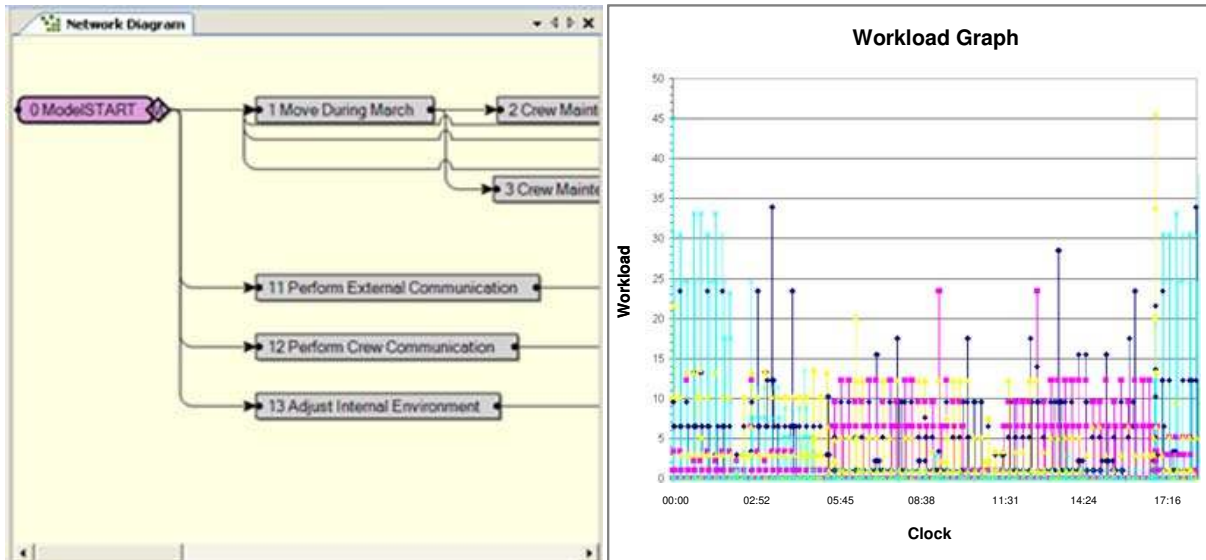 Network Diagram
0 ModelSTART
M
1 Move During March
2 Crew Maint
3 Crew Mainte
11 Perform External Communication
12 Perform Crew Communication
13 Adjust Internal Environment
Workload Graph
Workload
50
45
40
35
30
25
20
15
10
5
0
00:00 02:52 05:45 08:38 11:31 14:24 17:16
Clock